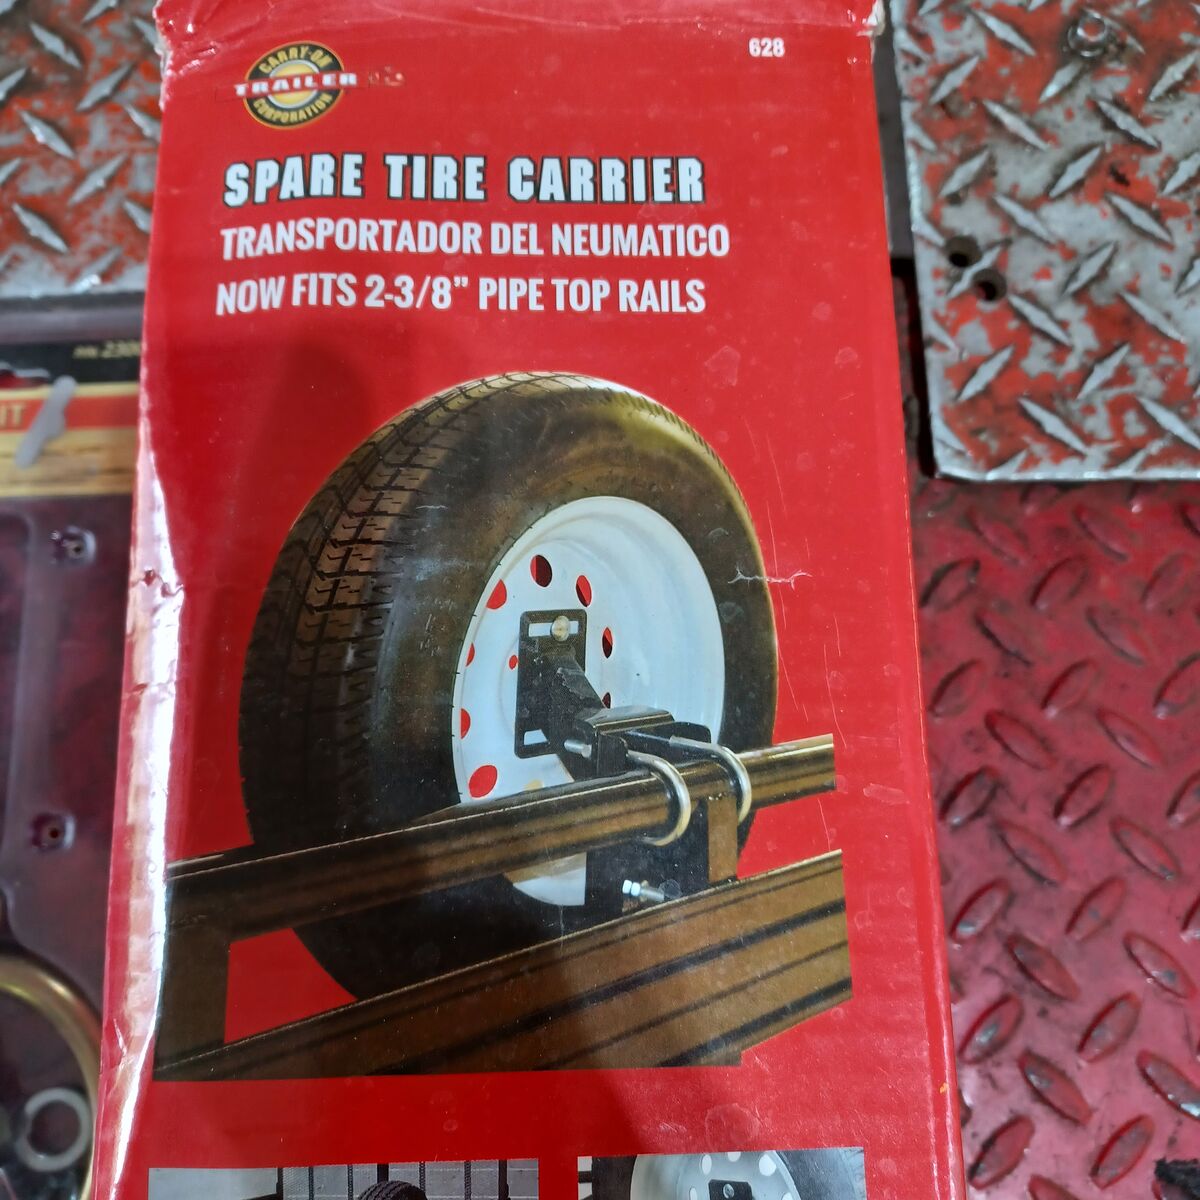 628
CARRY-ON
TRAILER
CORPORATION
SPARE TIRE CARRIER
TRANSPORTADOR DEL NEUMATICO
NOW FITS 2-3/8" PIPE TOP RAILS
IT